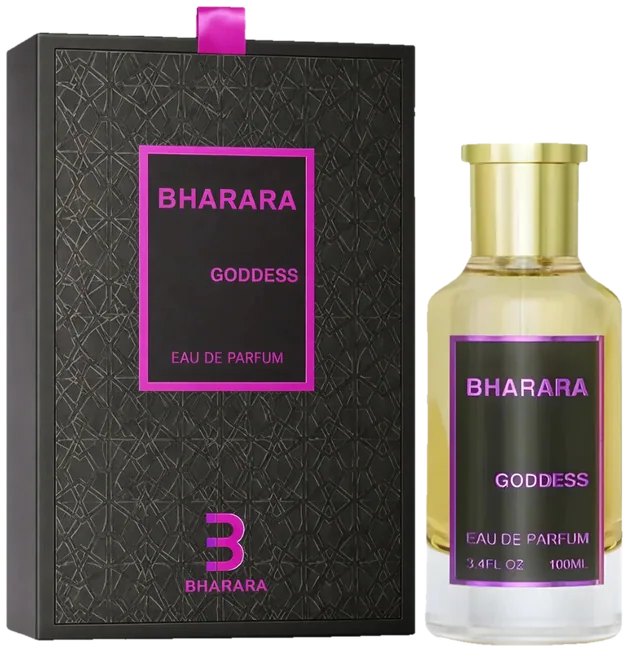 BHARARA
GODDESS
EAU DE PARFUM
BHARARA
BHARARA
GODDESS
EAU DE PARFUM
3.4FL OZ 100ML